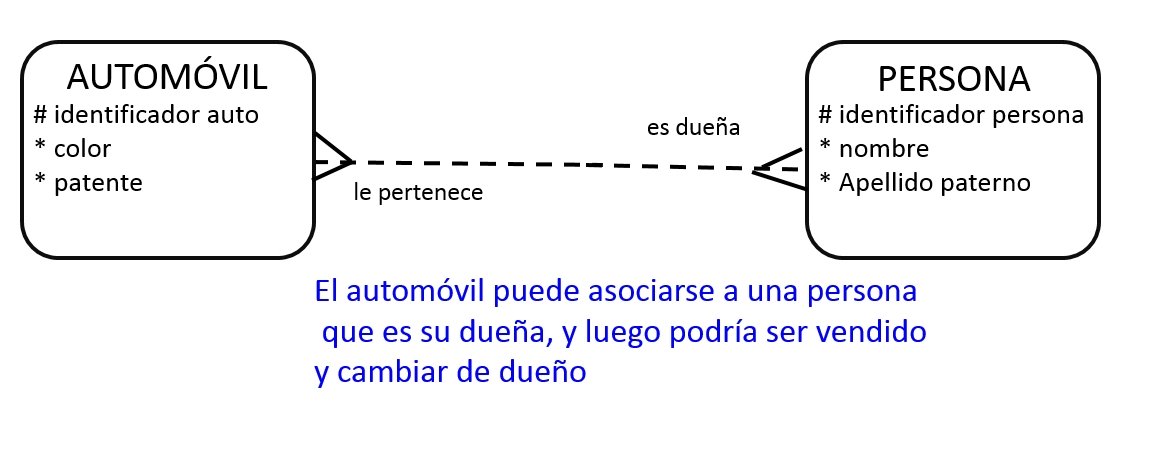 AUTOMÓVIL
# identificador auto
* color
* patente
le pertenece
es dueña
PERSONA
# identificador persona
* nombre
* Apellido paterno
El automóvil puede asociarse a una persona
que es su dueña, y luego podría ser vendido
y cambiar de dueño